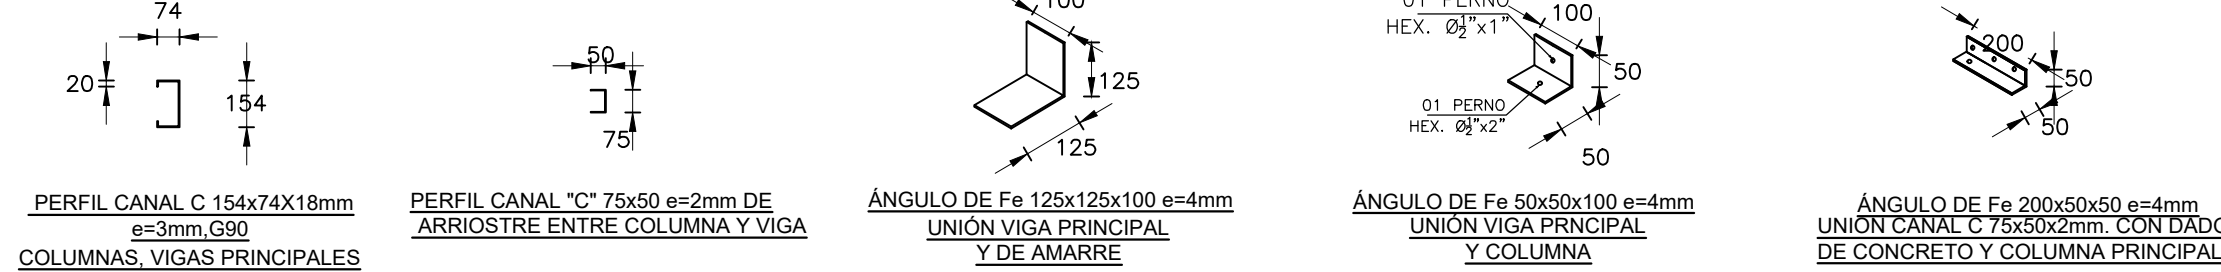 74
20
154
PERFIL CANAL C 154x74X18mm
e=3mm,G90
COLUMNAS, VIGAS PRINCIPALES
50
75
PERFIL CANAL "C" 75x50 e=2mm DE
ARRIOSTRE ENTRE COLUMNA Y VIGA
100
125
125
ÁNGULO DE Fe 125x125x100 e=4mm
UNIÓN VIGA PRINCIPAL
Y DE AMARRE
01 PERNO
HEX. Ø1/2"x1"
100
50
01 PERNO
HEX. Ø1/2"x2"
50
ÁNGULO DE Fe 50x50x100 e=4mm
UNIÓN VIGA PRNCIPAL
Y COLUMNA
200
50
50
ÁNGULO DE Fe 200x50x50 e=4mm
UNIÓN CANAL C 75x50x2mm. CON DADO
DE CONCRETO Y COLUMNA PRINCIPAL